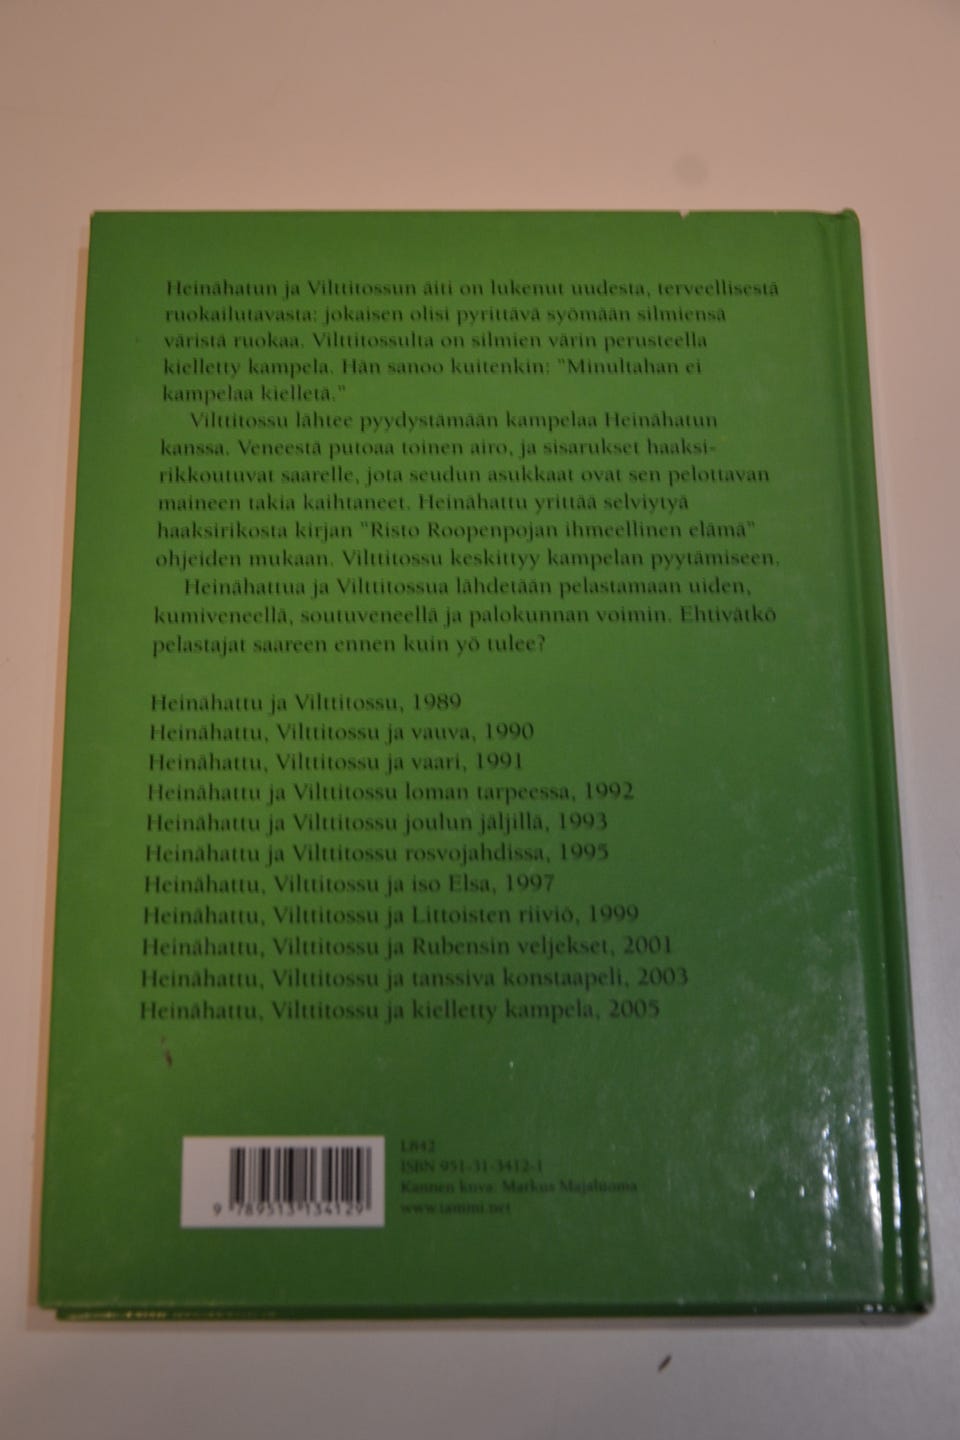 Heinähatun ja Vilttitossun äiti on lukenut uudesta, terveellisestä
ruokailutavasta: jokaisen olisi pyrittävä syömään silmiensä
väristä ruokaa. Vilttitossulta on silmien värin perusteella
kielletty kampela. Hän sanoo kuitenkin: "Minultahan ei
kampelaa kielletä."
Vilttitossu lähtee pyydystämään kampelaa Heinähatun
kanssa. Veneestä putoaa toinen airo, ja sisarukset haaksi-
rikkoutuvat saarelle, jota seudun asukkaat ovat sen pelottavan
maineen takia kaihtaneet. Heinähattu yrittää selviytyä
haaksirikosta kirjan "Risto Roopenpojan ihmeellinen elämä"
ohjeiden mukaan. Vilttitossu keskittyy kampelan pyytämiseen.
Heinähattua ja Vilttitossua lähdetään pelastamaan uiden,
kumiveneellä, soutuveneellä ja palokunnan voimin. Ehtivätkö
pelastajat saareen ennen kuin yö tulee?
Heinähattu ja Vilttitossu, 1989
Heinähattu, Vilttitossu ja vauva, 1990
Heinähattu, Vilttitossu ja vaari, 1991
Heinähattu ja Vilttitossu loman tarpeessa, 1992
Heinähattu ja Vilttitossu joulun jäljillä, 1993
Heinähattu ja Vilttitossu rosvojahdissa, 1995
Heinähattu, Vilttitossu ja iso Elsa, 1997
Heinähattu, Vilttitossu ja Littoisten riiviö, 1999
Heinähattu, Vilttitossu ja Rubensin veljekset, 2001
Heinähattu, Vilttitossu ja tanssiva konstaapeli, 2003
Heinähattu, Vilttitossu ja kielletty kampela, 2005
L84.2
ISBN 951-31-3412-1
Kannen kuva: Markus Majaluoma
www.tammi.net
9 789513 134129